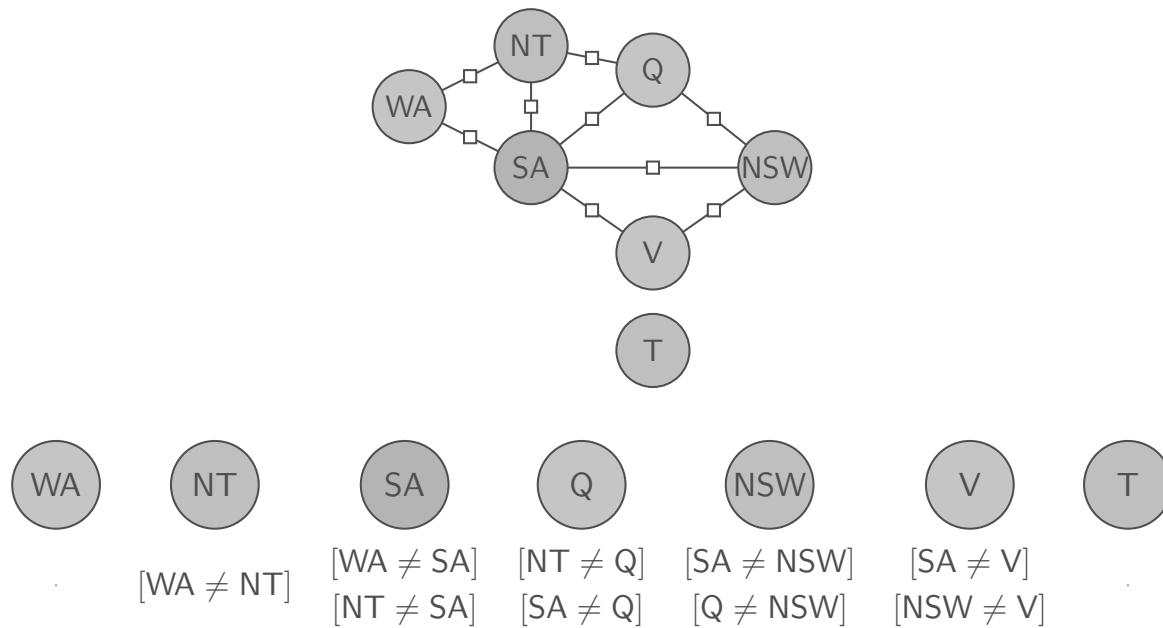 NT
Q
WA
SA
NSW
V
T
WA NT SA Q NSW V T
[WA ≠ SA] [NT ≠ Q] [SA ≠ NSW] [SA ≠ V]
[WA ≠ NT]
[NT ≠ SA] [SA ≠ Q] [Q ≠ NSW] [NSW ≠ V]